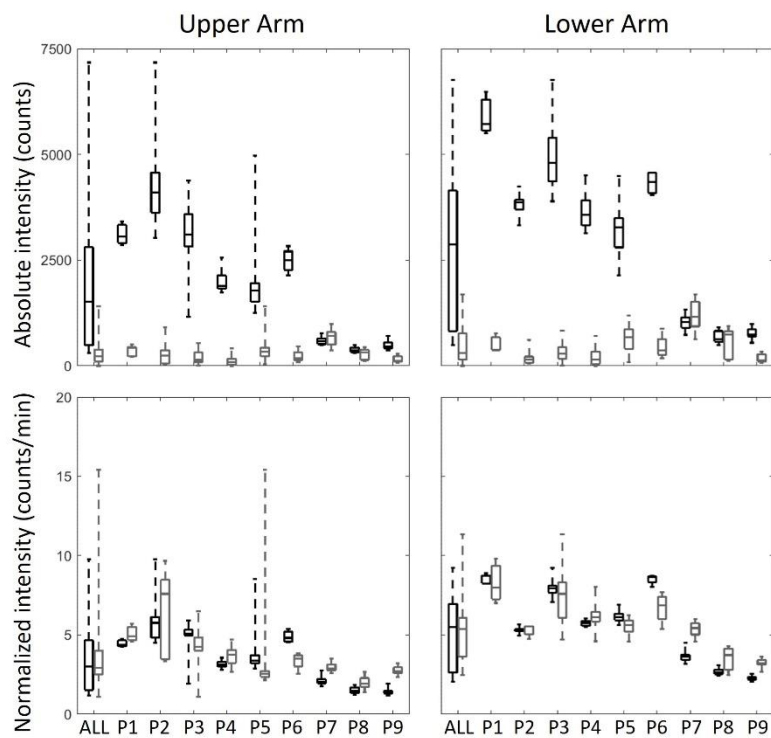 Upper Arm Lower Arm
Absolute intensity (counts)
7500
5000
2500
0
Normalized intensity (counts/min)
20
15
10
5
0
ALL P1 P2 P3 P4 P5 P6 P7 P8 P9 ALL P1 P2 P3 P4 P5 P6 P7 P8 P9